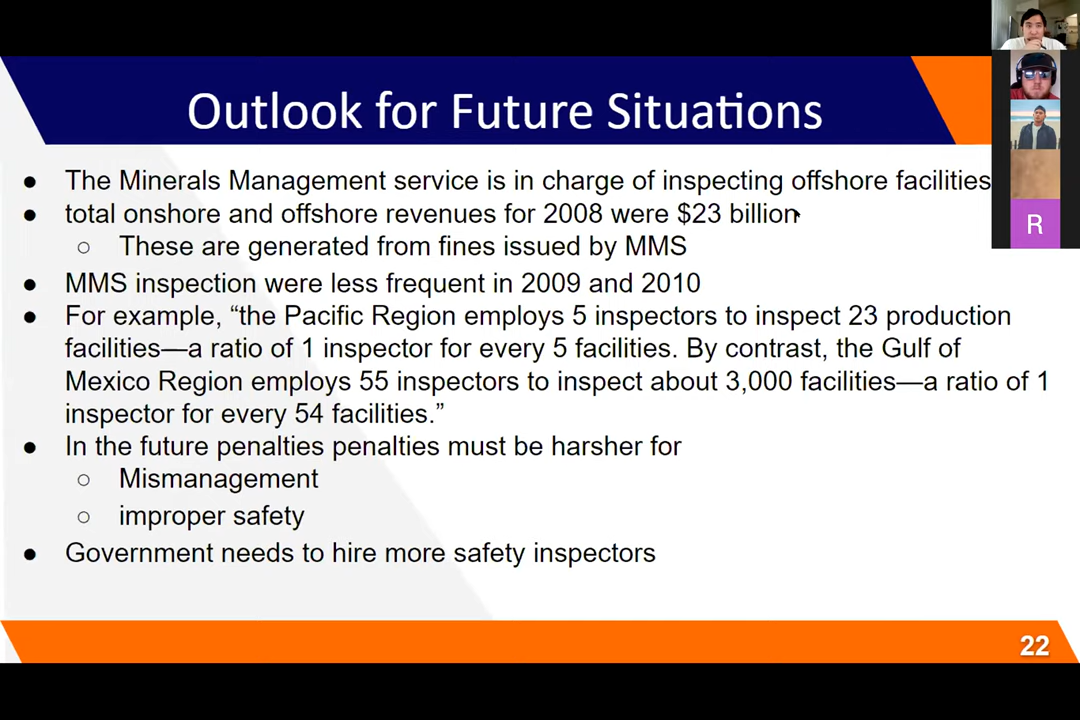 Outlook for Future Situations
● The Minerals Management service is in charge of inspecting offshore facilities
● total onshore and offshore revenues for 2008 were $23 billion
○ These are generated from fines issued by MMS
● MMS inspection were less frequent in 2009 and 2010
● For example, “the Pacific Region employs 5 inspectors to inspect 23 production
facilities—a ratio of 1 inspector for every 5 facilities. By contrast, the Gulf of
Mexico Region employs 55 inspectors to inspect about 3,000 facilities—a ratio of 1
inspector for every 54 facilities.”
● In the future penalties penalties must be harsher for
○ Mismanagement
○ improper safety
● Government needs to hire more safety inspectors
22
R